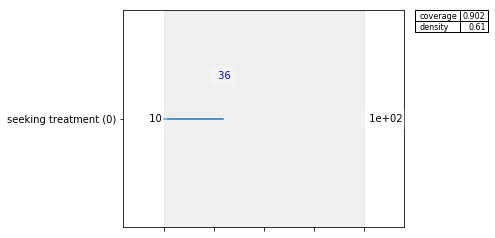 coverage 0.902
density 0.61
36
seeking treatment (0) 10 1e+02